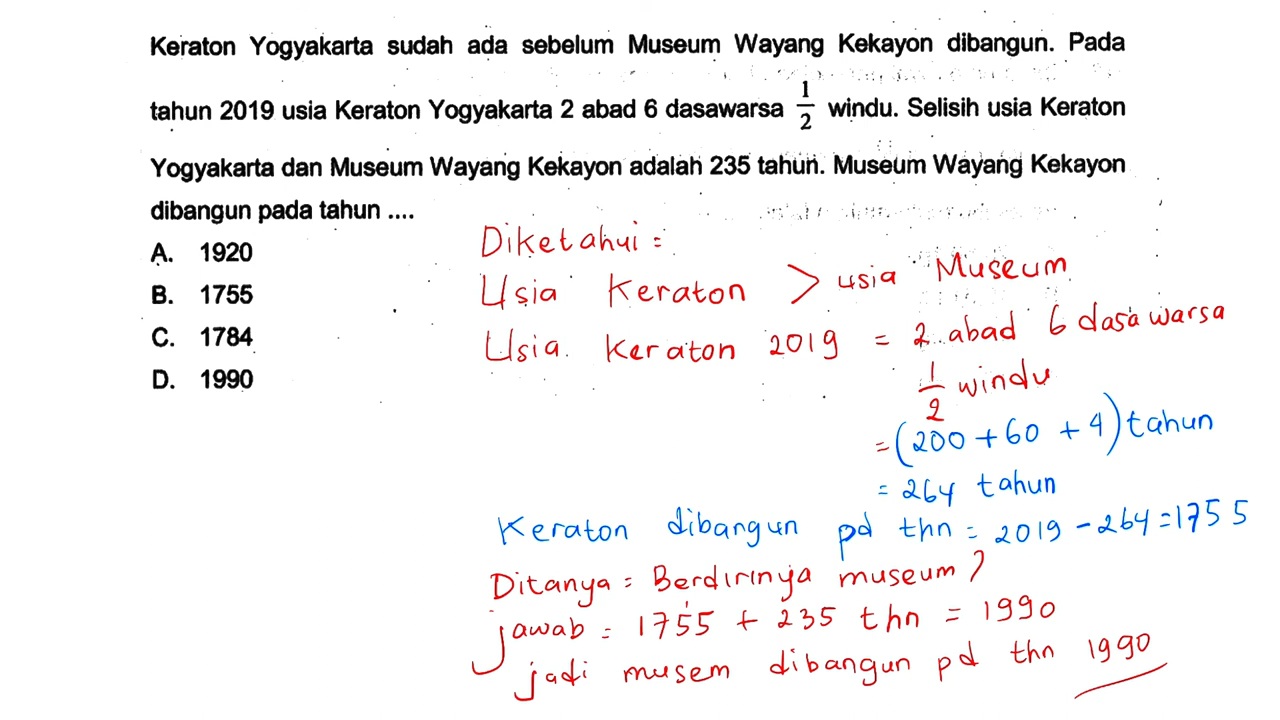 Keraton Yogyakarta sudah ada sebelum Museum Wayang Kekayon dibangun. Pada
tahun 2019 usia Keraton Yogyakarta 2 abad 6 dasawarsa 1/2 windu. Selisih usia Keraton
Yogyakarta dan Museum Wayang Kekayon adalah 235 tahun. Museum Wayang Kekayon
dibangun pada tahun ....
A. 1920
B. 1755
C. 1784
D. 1990
Diketahui =
Usia Keraton > usia Museum
Usia Keraton 2019 = 2 abad 6 dasawarsa
1/2 windu
= (200 + 60 + 4) tahun
= 264 tahun
Keraton dibangun pd thn = 2019 - 264 = 1755
Ditanya = Berdirinya museum?
jawab = 1755 + 235 thn = 1990
jadi musem dibangun pd thn 1990